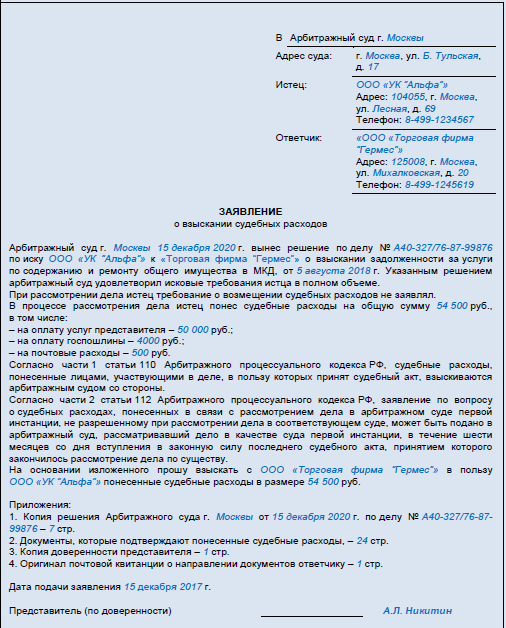 В Арбитражный суд г. Москвы
Адрес суда: г. Москва, ул. Б. Тульская,
д. 17
Истец: ООО «УК "Альфа"»
Адрес: 104055, г. Москва,
ул. Лесная, д. 69
Телефон: 8-499-1234567
Ответчик: «ООО «Торговая фирма
"Гермес"»
Адрес: 125008, г. Москва,
ул. Михалковская, д. 20
Телефон: 8-499-1245619
ЗАЯВЛЕНИЕ
о взыскании судебных расходов
Арбитражный суд г. Москвы 15 декабря 2020 г. вынес решение по делу № А40-327/76-87-99876
по иску ООО «УК "Альфа"» к «Торговая фирма "Гермес"» о взыскании задолженности за услуги
по содержанию и ремонту общего имущества в МКД, от 5 августа 2018 г. Указанным решением
арбитражный суд удовлетворил исковые требования истца в полном объеме.
При рассмотрении дела истец требование о возмещении судебных расходов не заявлял.
В процессе рассмотрения дела истец понес судебные расходы на общую сумму 54 500 руб.,
в том числе:
– на оплату услуг представителя – 50 000 руб.;
– на оплату госпошлины – 4000 руб.;
– на почтовые расходы – 500 руб.
Согласно части 1 статьи 110 Арбитражного процессуального кодекса РФ, судебные расходы,
понесенные лицами, участвующими в деле, в пользу которых принят судебный акт, взыскиваются
арбитражным судом со стороны.
Согласно части 2 статьи 112 Арбитражного процессуального кодекса РФ, заявление по вопросу
о судебных расходах, понесенных в связи с рассмотрением дела в арбитражном суде первой
инстанции, не разрешенному при рассмотрении дела в соответствующем суде, может быть подано в
арбитражный суд, рассматривавший дело в качестве суда первой инстанции, в течение шести
месяцев со дня вступления в законную силу последнего судебного акта, принятием которого
закончилось рассмотрение дела по существу.
На основании изложенного прошу взыскать с ООО «Торговая фирма "Гермес"» в пользу
ООО «УК "Альфа"» понесенные судебные расходы в размере 54 500 руб.
Приложения:
1. Копия решения Арбитражного суда г. Москвы от 15 декабря 2020 г. по делу № А40-327/76-87-
99876 – 7 стр.
2. Документы, которые подтверждают понесенные судебные расходы, – 24 стр.
3. Копия доверенности представителя – 1 стр.
4. Оригинал почтовой квитанции о направлении документов ответчику – 1 стр.
Дата подачи заявления 15 декабря 2017 г.
Представитель (по доверенности) А.Л. Никитин